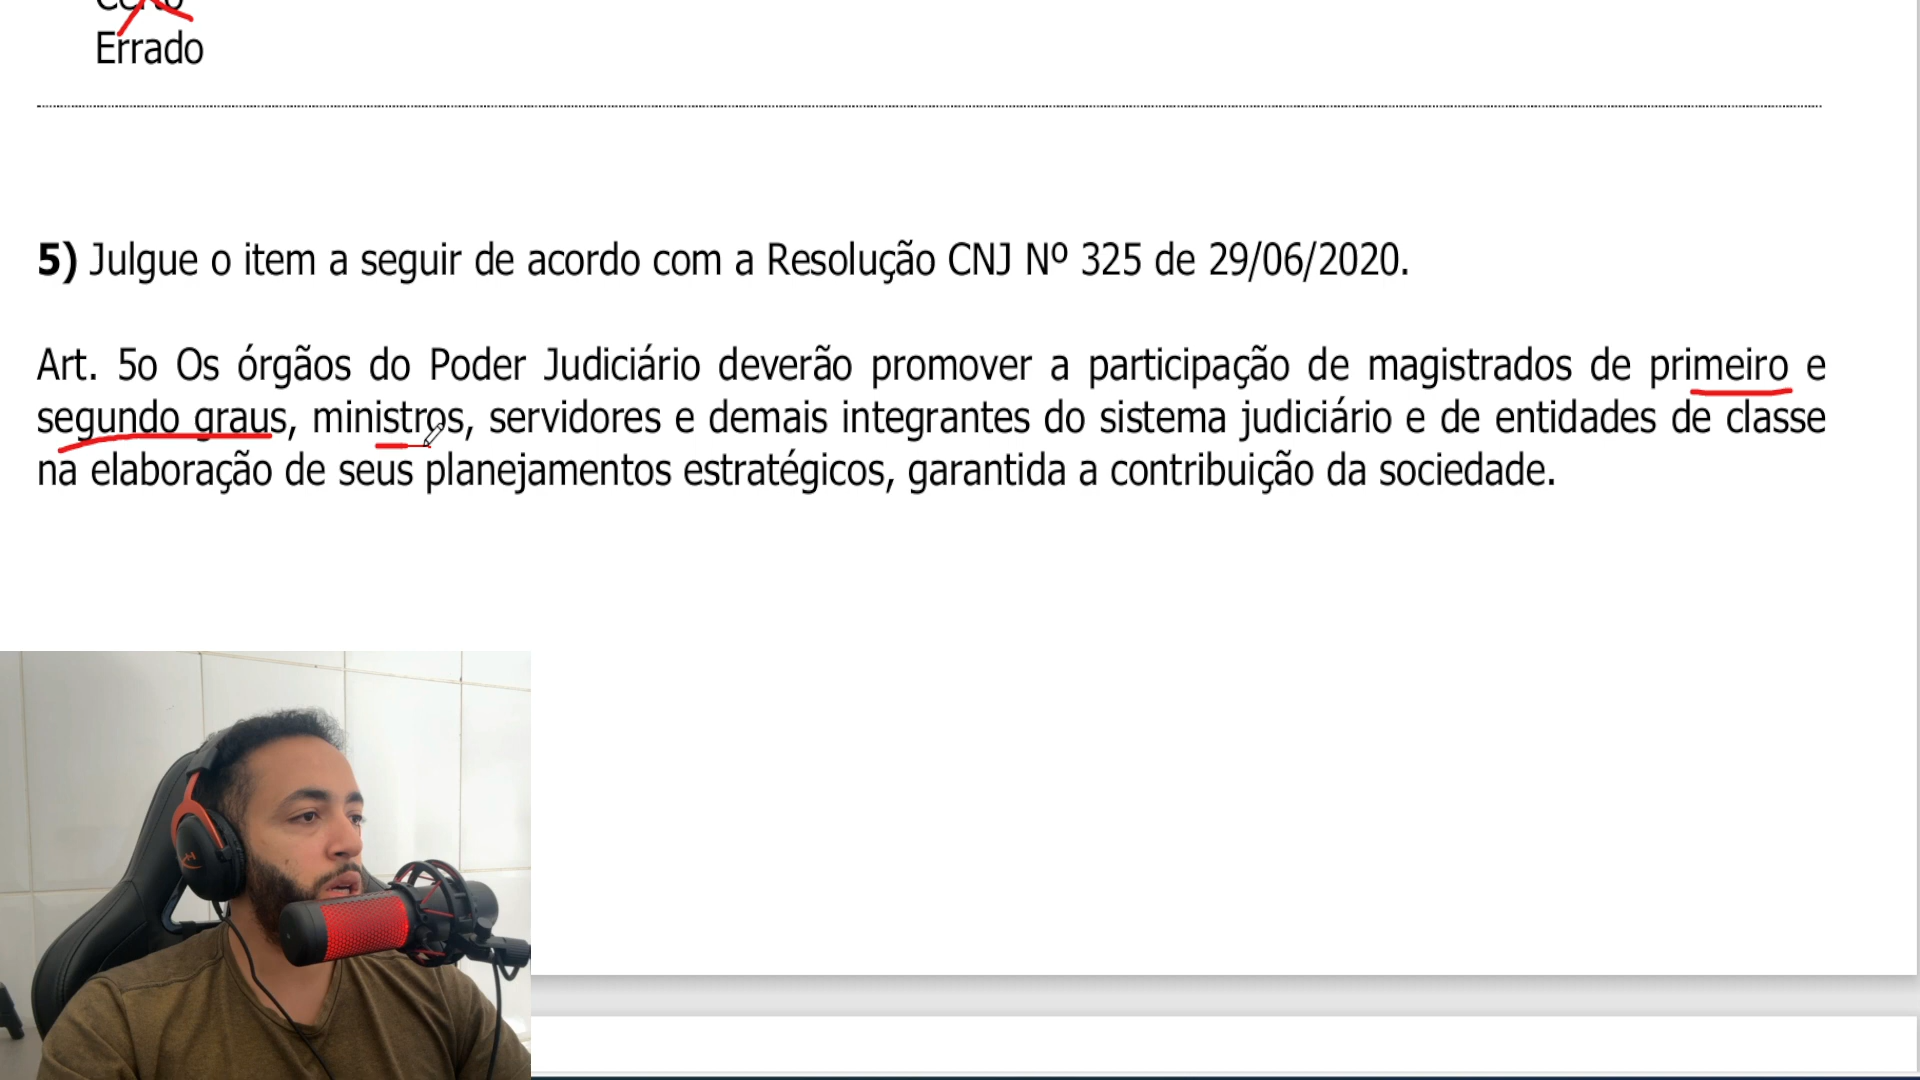 Certo
Errado
5) Julgue o item a seguir de acordo com a Resolução CNJ Nº 325 de 29/06/2020.
Art. 5o Os órgãos do Poder Judiciário deverão promover a participação de magistrados de primeiro e
segundo graus, ministros, servidores e demais integrantes do sistema judiciário e de entidades de classe
na elaboração de seus planejamentos estratégicos, garantida a contribuição da sociedade.